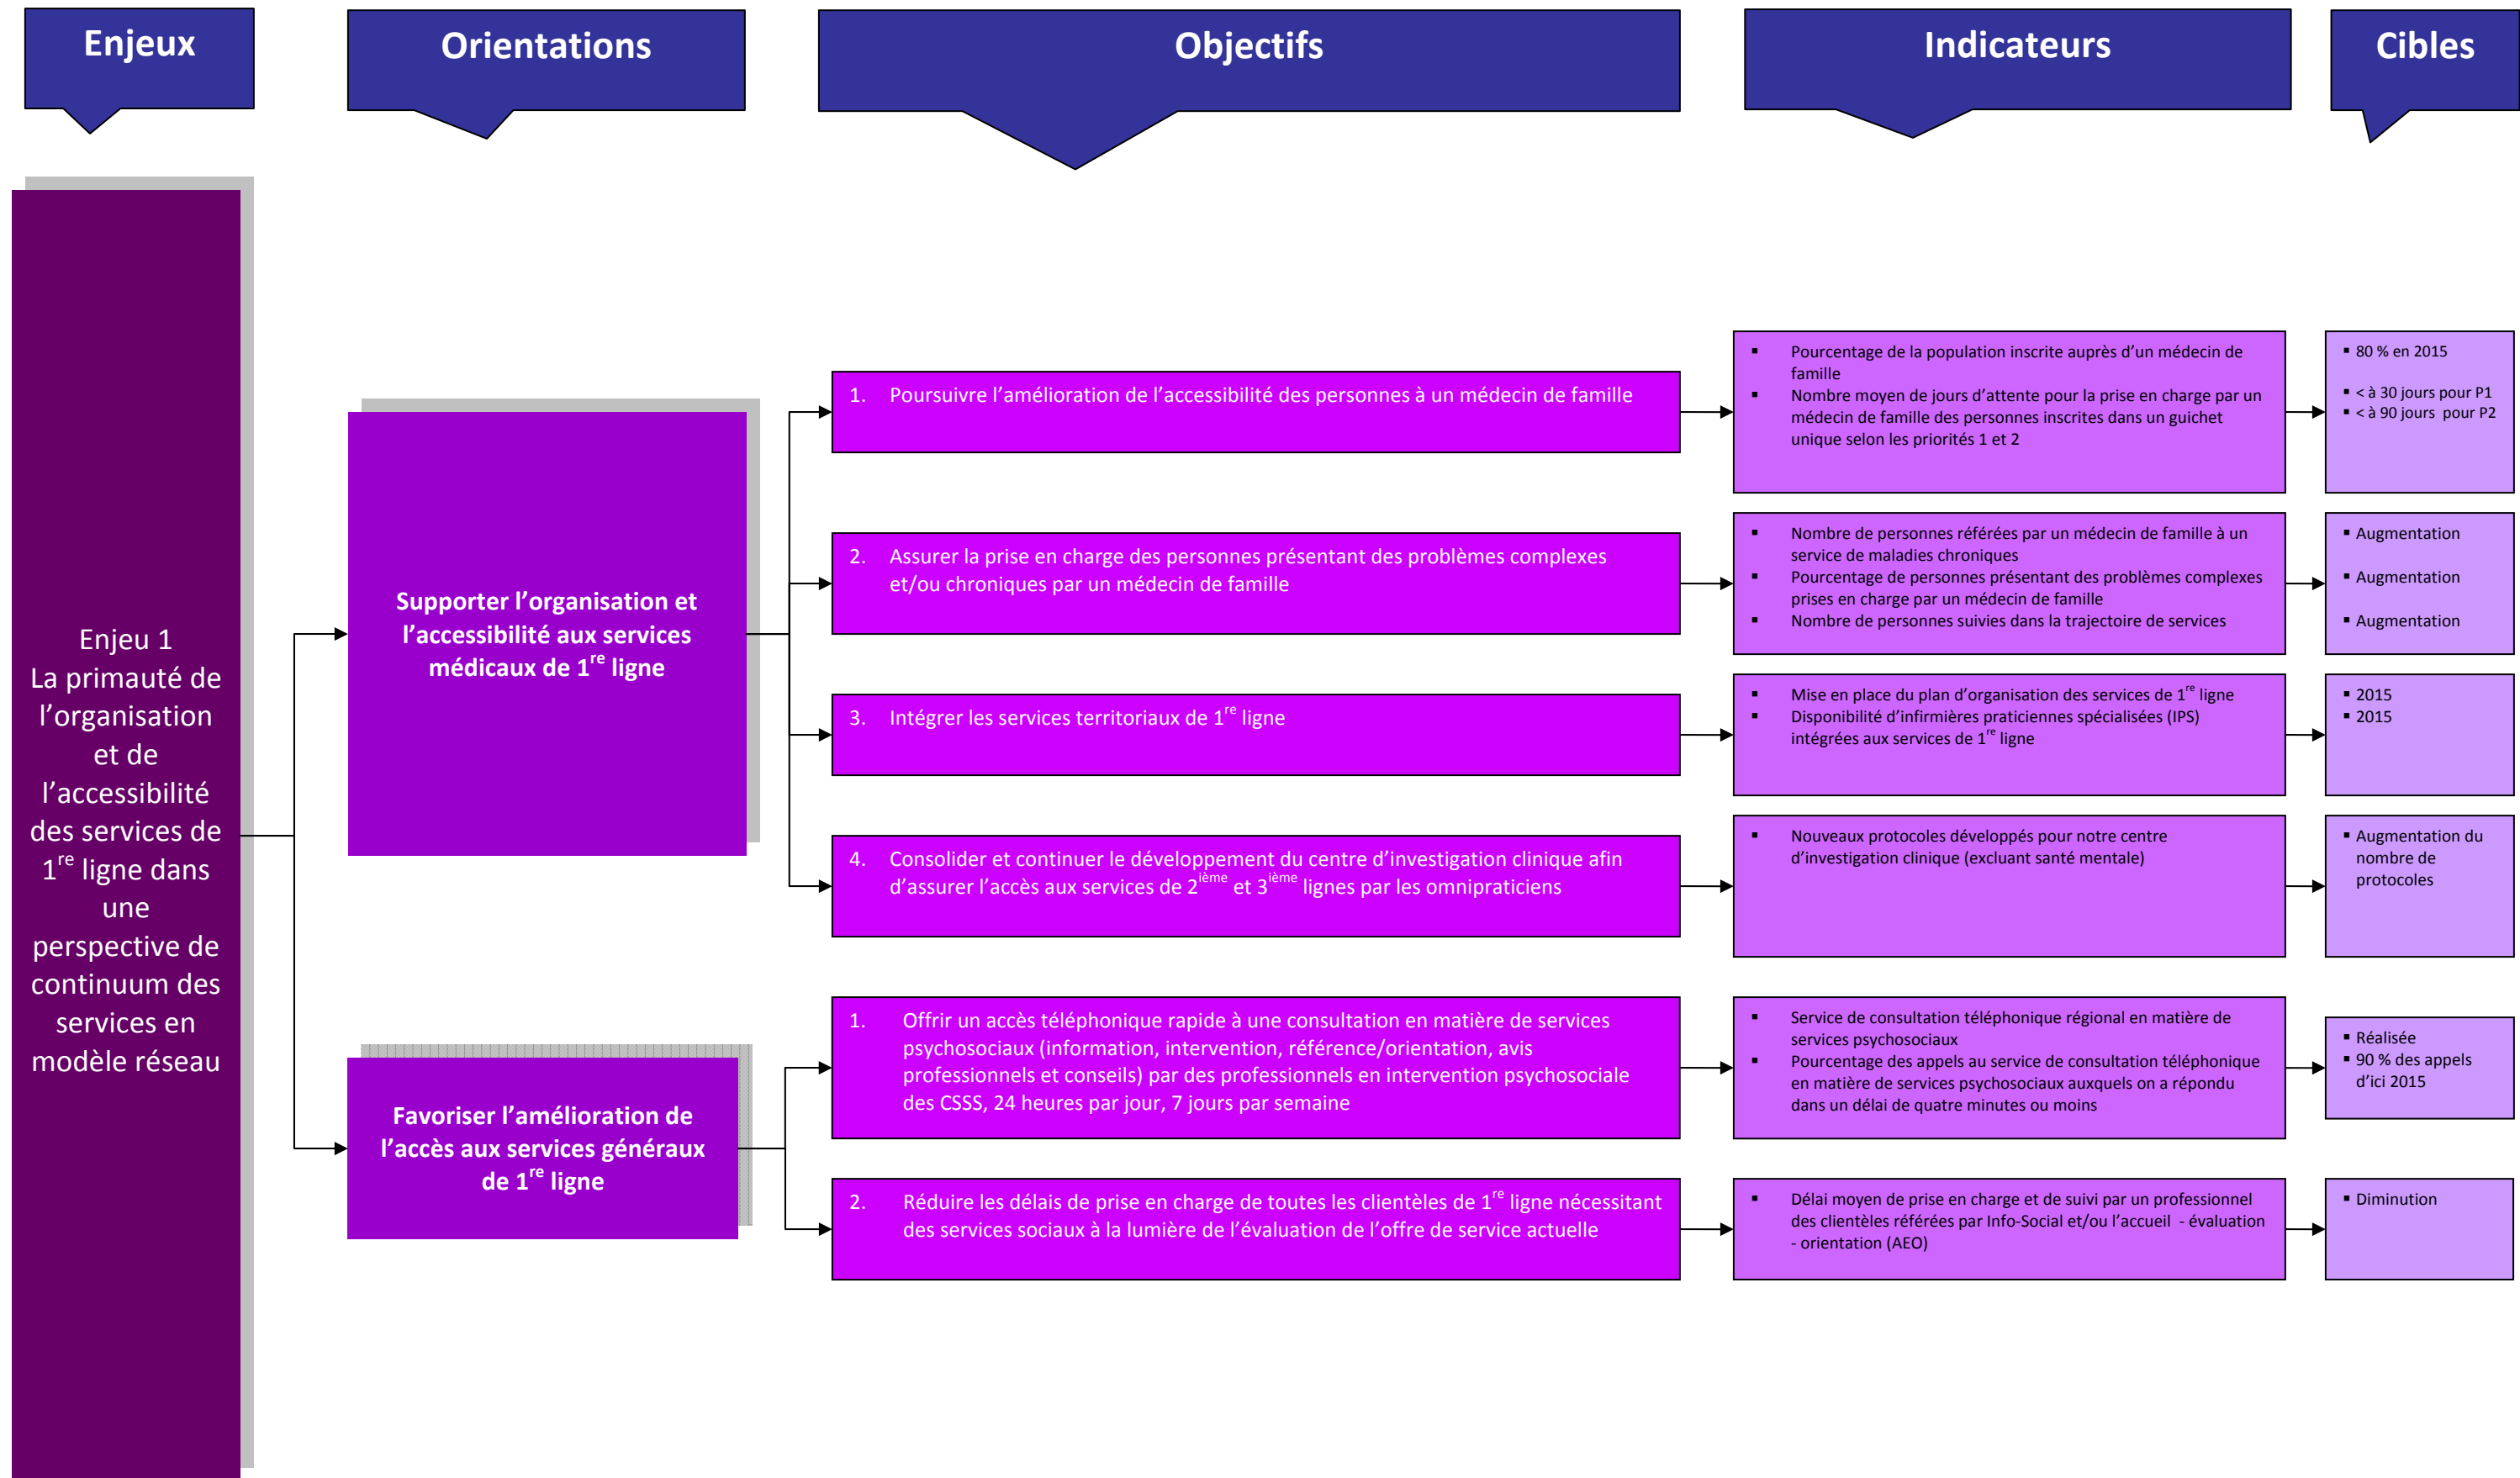 Enjeux
Orientations
Objectifs
Indicateurs
Cibles
Enjeu 1
La primauté de
l’organisation
et de
l’accessibilité
des services de
1re ligne dans
une
perspective de
continuum des
services en
modèle réseau
Supporter l’organisation et
l’accessibilité aux services
médicaux de 1re ligne
1. Poursuivre l’amélioration de l’accessibilité des personnes à un médecin de famille
▪ Pourcentage de la population inscrite auprès d’un médecin de
famille
▪ Nombre moyen de jours d’attente pour la prise en charge par un
médecin de famille des personnes inscrites dans un guichet
unique selon les priorités 1 et 2
▪ 80 % en 2015
▪ < à 30 jours pour P1
▪ < à 90 jours pour P2
2. Assurer la prise en charge des personnes présentant des problèmes complexes
et/ou chroniques par un médecin de famille
▪ Nombre de personnes référées par un médecin de famille à un
service de maladies chroniques
▪ Pourcentage de personnes présentant des problèmes complexes
prises en charge par un médecin de famille
▪ Nombre de personnes suivies dans la trajectoire de services
▪ Augmentation
▪ Augmentation
▪ Augmentation
3. Intégrer les services territoriaux de 1re ligne
▪ Mise en place du plan d’organisation des services de 1re ligne
▪ Disponibilité d’infirmières praticiennes spécialisées (IPS)
intégrées aux services de 1re ligne
▪ 2015
▪ 2015
4. Consolider et continuer le développement du centre d’investigation clinique afin
d’assurer l’accès aux services de 2ième et 3ième lignes par les omnipraticiens
▪ Nouveaux protocoles développés pour notre centre
d’investigation clinique (excluant santé mentale)
▪ Augmentation du
nombre de
protocoles
Favoriser l’amélioration de
l’accès aux services généraux
de 1re ligne
1. Offrir un accès téléphonique rapide à une consultation en matière de services
psychosociaux (information, intervention, référence/orientation, avis
professionnels et conseils) par des professionnels en intervention psychosociale
des CSSS, 24 heures par jour, 7 jours par semaine
▪ Service de consultation téléphonique régional en matière de
services psychosociaux
▪ Pourcentage des appels au service de consultation téléphonique
en matière de services psychosociaux auxquels on a répondu
dans un délai de quatre minutes ou moins
▪ Réalisée
▪ 90 % des appels
d’ici 2015
2. Réduire les délais de prise en charge de toutes les clientèles de 1re ligne nécessitant
des services sociaux à la lumière de l’évaluation de l’offre de service actuelle
▪ Délai moyen de prise en charge et de suivi par un professionnel
des clientèles référées par Info-Social et/ou l’accueil - évaluation
- orientation (AEO)
▪ Diminution